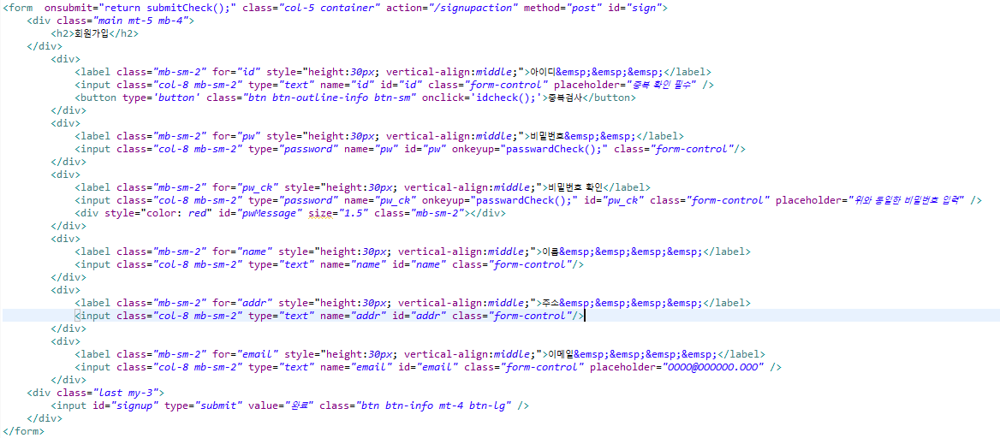 <form  onsubmit="return submitCheck();" class="col-5 container" action="/signupaction" method="post" id="sign">
    <div class="main mt-5 mb-4">
        <h2>회원가입</h2>
    </div>
        <div>
            <label class="mb-sm-2" for="id" style="height:30px; vertical-align:middle;">아이디&emsp;&emsp;&emsp;</label>
            <input class="col-8 mb-sm-2" type="text" name="id" id="id" class="form-control" placeholder="중복 확인 필수" />
            <button type='button' class="btn btn-outline-info btn-sm" onclick='idcheck();'>중복검사</button>
        </div>
        <div>
            <label class="mb-sm-2" for="pw" style="height:30px; vertical-align:middle;">비밀번호&emsp;&emsp;</label>
            <input class="col-8 mb-sm-2" type="password" name="pw" id="pw" onkeyup="passwardCheck();" class="form-control"/>
        </div>
        <div>
            <label class="mb-sm-2" for="pw_ck" style="height:30px; vertical-align:middle;">비밀번호 확인</label>
            <input class="col-8 mb-sm-2" type="password" name="pw_ck" onkeyup="passwardCheck();" id="pw_ck" class="form-control" placeholder="위와 동일한 비밀번호 입력" />
            <div style="color: red" id="pwMessage" size="1.5" class="mb-sm-2"></div>
        </div>
        <div>
            <label class="mb-sm-2" for="name" style="height:30px; vertical-align:middle;">이름&emsp;&emsp;&emsp;&emsp;</label>
            <input class="col-8 mb-sm-2" type="text" name="name" id="name" class="form-control"/>
        </div>
        <div>
            <label class="mb-sm-2" for="addr" style="height:30px; vertical-align:middle;">주소&emsp;&emsp;&emsp;&emsp;</label>
            <input class="col-8 mb-sm-2" type="text" name="addr" id="addr" class="form-control"/>
        </div>
        <div>
            <label class="mb-sm-2" for="email" style="height:30px; vertical-align:middle;">이메일&emsp;&emsp;&emsp;&emsp;</label>
            <input class="col-8 mb-sm-2" type="text" name="email" id="email" class="form-control" placeholder="OOOO@OOOOOO.OOO" />
        </div>
    <div class="last my-3">
        <input id="signup" type="submit" value="완료" class="btn btn-info mt-4 btn-lg" />
    </div>
</form>